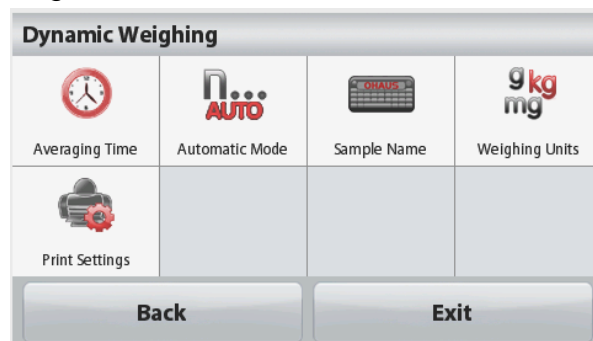 Dynamic Weighing
n...
AUTO
OHAUS
g kg
mg
Averaging Time
Automatic Mode
Sample Name
Weighing Units
Print Settings
Back
Exit